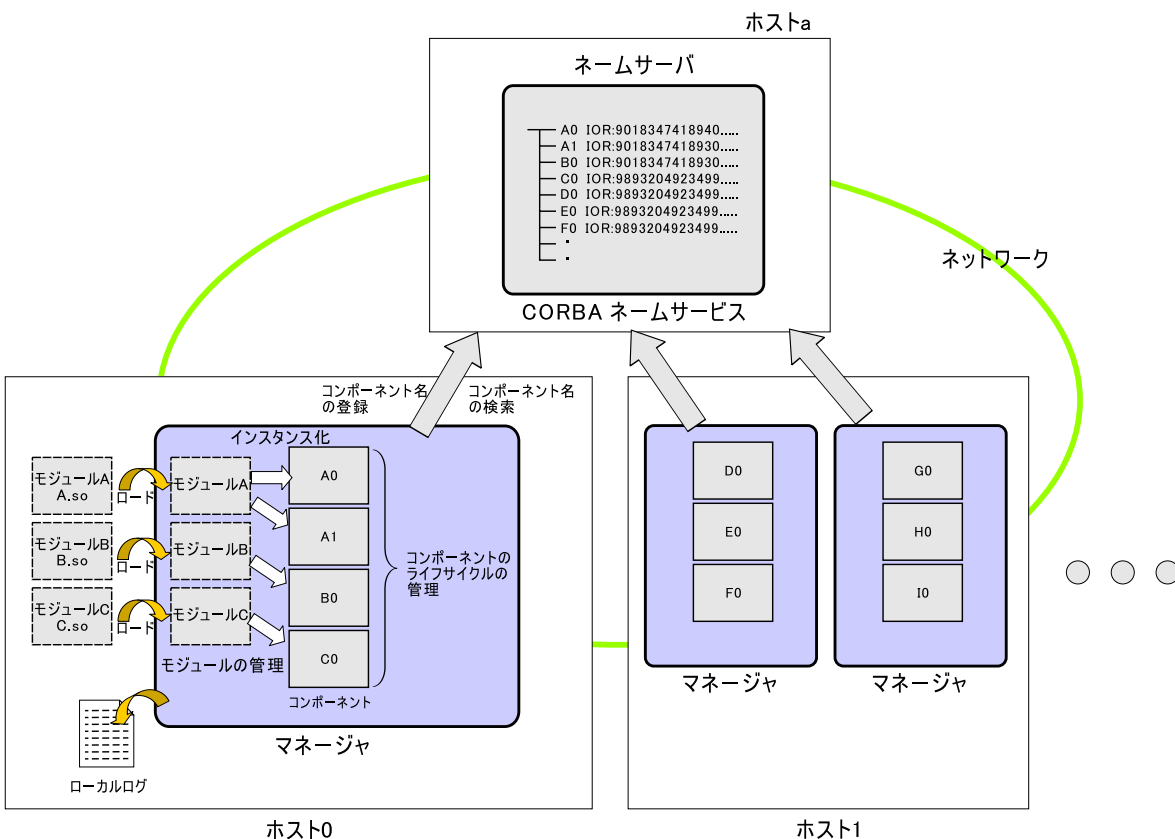 ホストa
ネームサーバ
A0 IOR:9018347418940.....
A1 IOR:9018347418930.....
B0 IOR:9018347418930.....
C0 IOR:9893204923499.....
D0 IOR:9893204923499.....
E0 IOR:9893204923499.....
F0 IOR:9893204923499.....
CORBA ネームサービス
ネットワーク
コンポーネント名
の登録
コンポーネント名
の検索
インスタンス化
モジュールA
A.so
ロード
モジュールA
モジュールB
B.so
ロード
モジュールB
モジュールC
C.so
ロード
モジュールC
モジュールの管理
A0
A1
B0
C0
コンポーネント
コンポーネントの
ライフサイクルの
管理
マネージャ
ローカルログ
ホスト0
D0
E0
F0
マネージャ
G0
H0
I0
マネージャ
ホスト1